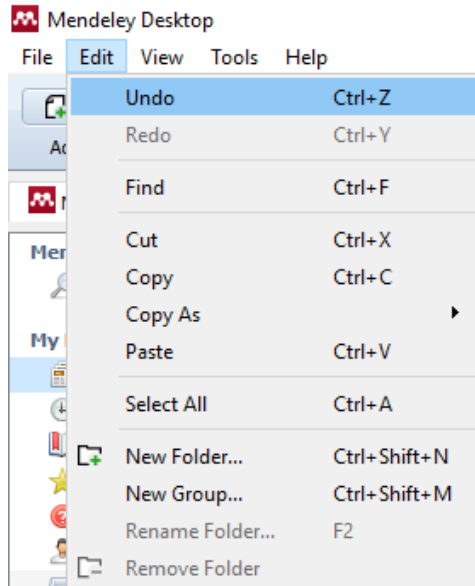 Mendeley Desktop
File Edit View Tools Help
Undo Ctrl+Z
Redo Ctrl+Y
Find Ctrl+F
Cut Ctrl+X
Copy Ctrl+C
Copy As
Paste Ctrl+V
Select All Ctrl+A
New Folder... Ctrl+Shift+N
New Group... Ctrl+Shift+M
Rename Folder... F2
Remove Folder
My